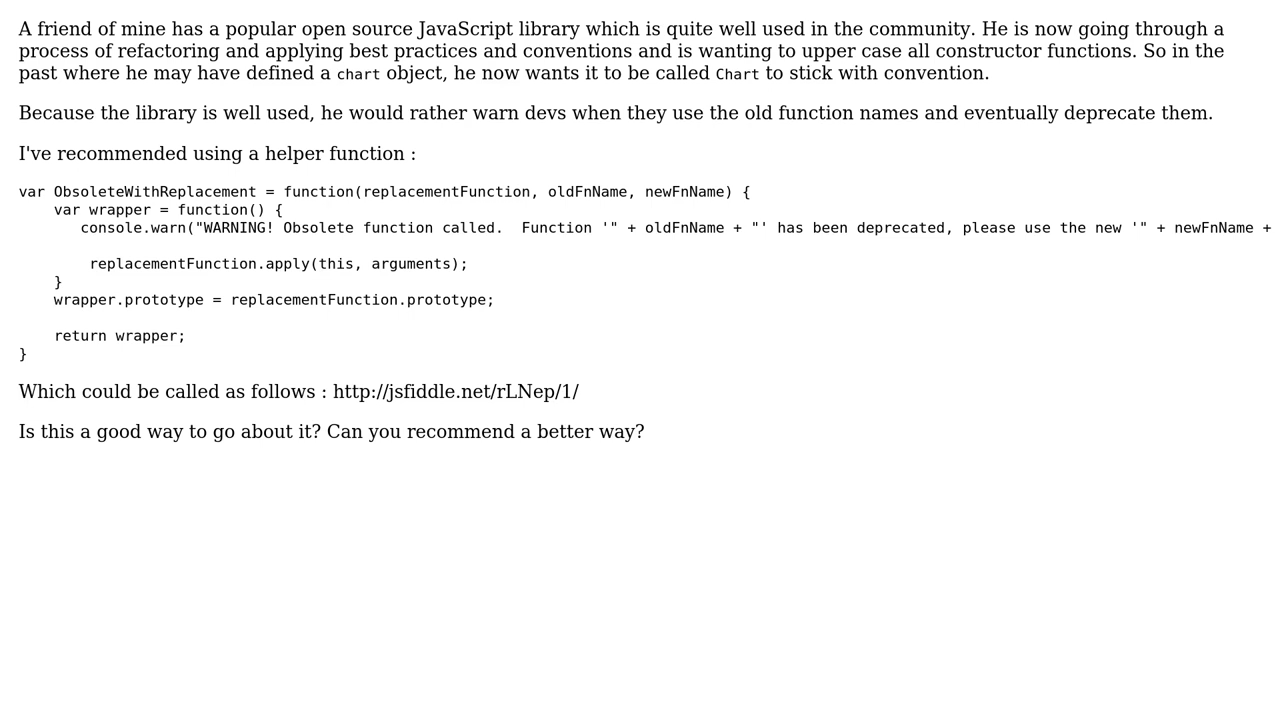 A friend of mine has a popular open source JavaScript library which is quite well used in the community. He is now going through a
process of refactoring and applying best practices and conventions and is wanting to upper case all constructor functions. So in the
past where he may have defined a chart object, he now wants it to be called Chart to stick with convention.
Because the library is well used, he would rather warn devs when they use the old function names and eventually deprecate them.
I've recommended using a helper function :
var ObsoleteWithReplacement = function(replacementFunction, oldFnName, newFnName) {
    var wrapper = function() {
       console.warn("WARNING! Obsolete function called.  Function '" + oldFnName + "' has been deprecated, please use the new '" + newFnName +
        replacementFunction.apply(this, arguments);
    }
    wrapper.prototype = replacementFunction.prototype;
    return wrapper;
}
Which could be called as follows : http://jsfiddle.net/rLNep/1/
Is this a good way to go about it? Can you recommend a better way?